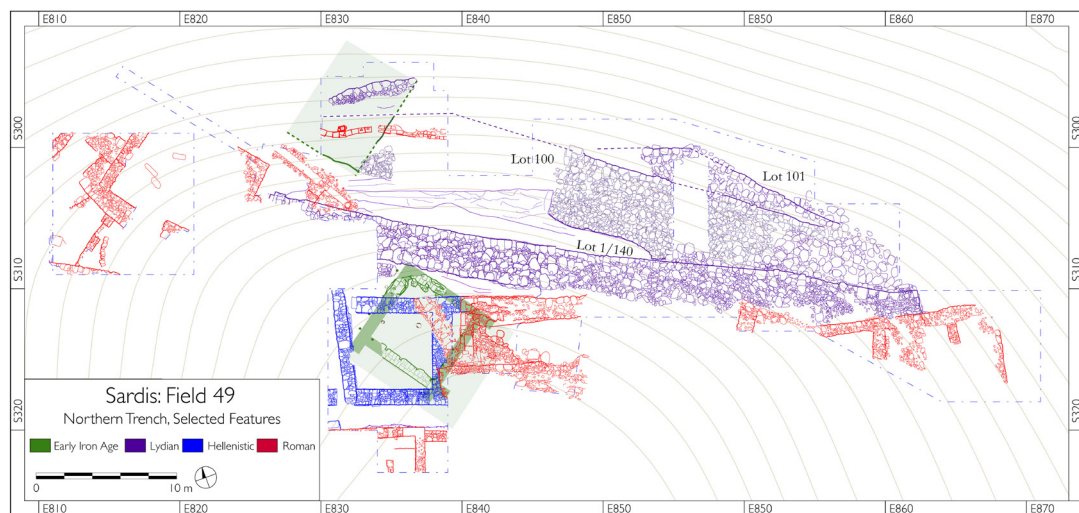 E810 E820 E830 E840 E850 E850 E860 E870
S300 S300
Lot 100
Lot 101
Lot 1/140
S310 S310
Sardis: Field 49
Northern Trench, Selected Features
Early Iron Age Lydian Hellenistic Roman
0 10 m
S320 S320
E810 E820 E830 E840 E850 E850 E860 E870